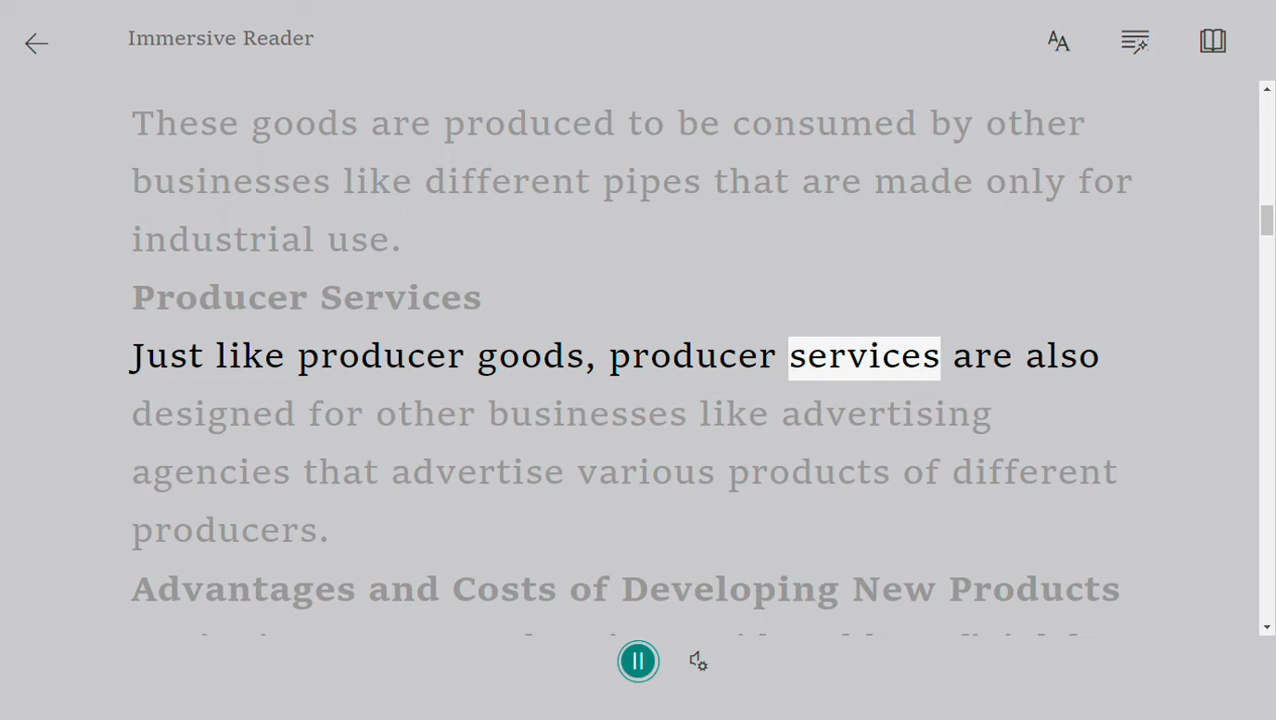 Immersive Reader
These goods are produced to be consumed by other
businesses like different pipes that are made only for
industrial use.
Producer Services
Just like producer goods, producer services are also
designed for other businesses like advertising
agencies that advertise various products of different
producers.
Advantages and Costs of Developing New Products